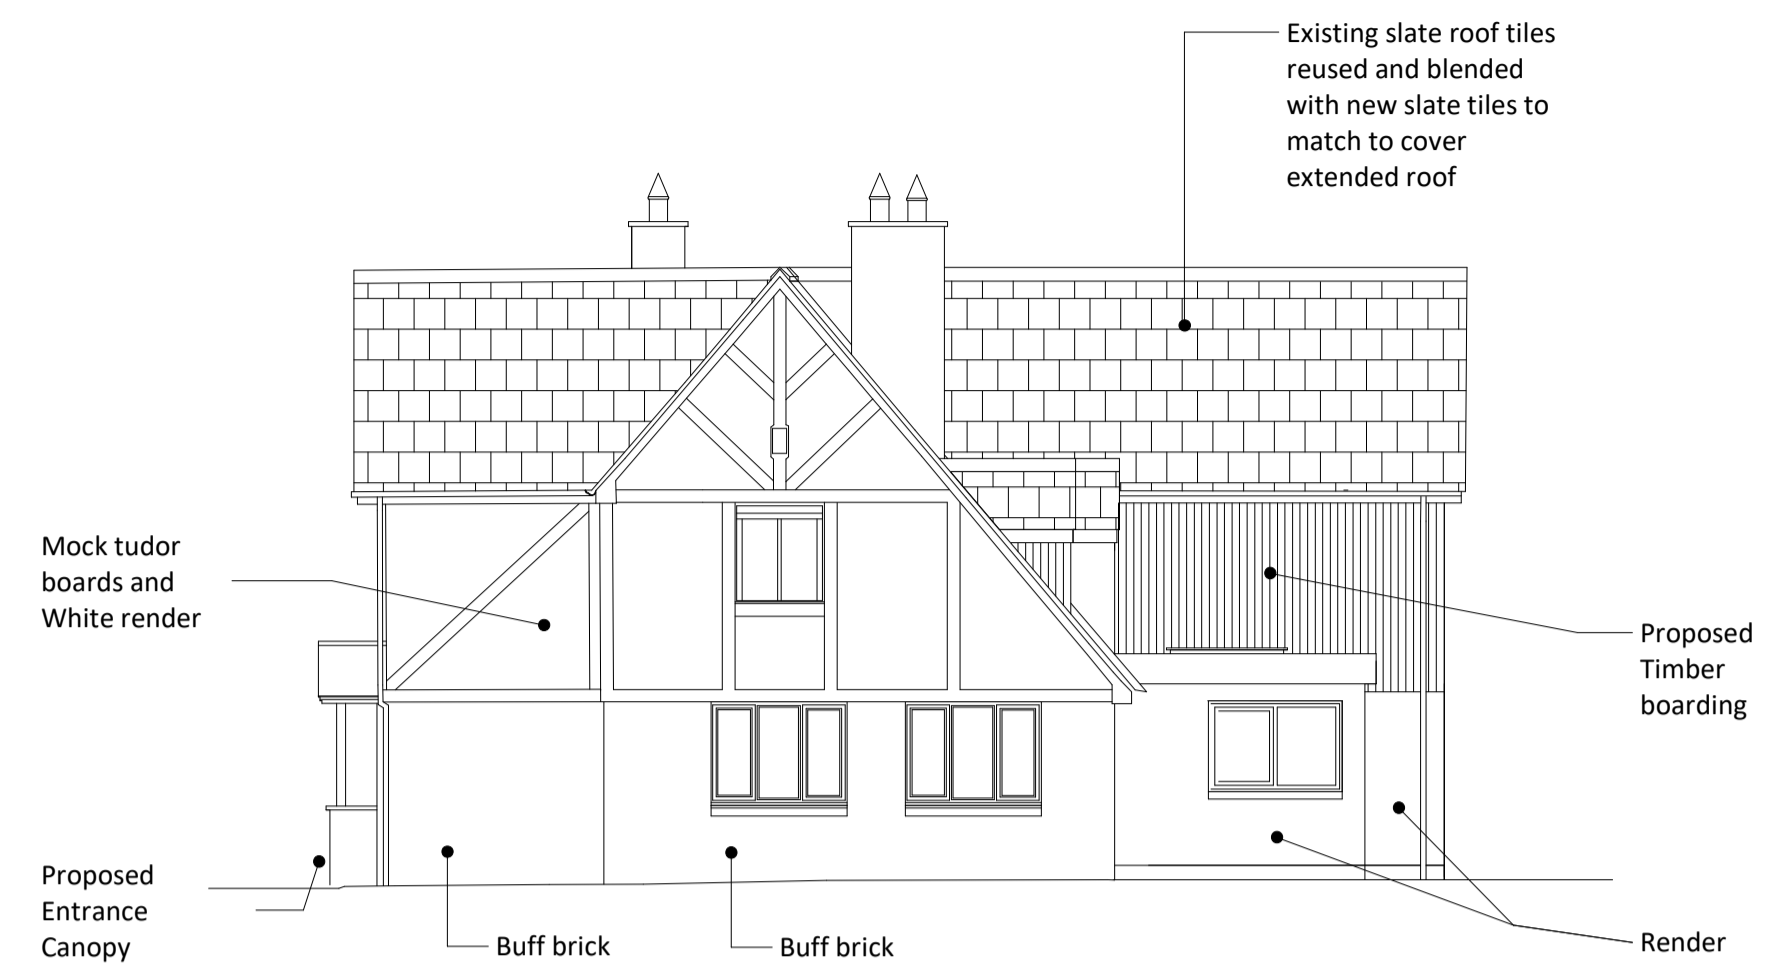 Existing slate roof tiles
reused and blended
with new slate tiles to
match to cover
extended roof
Mock tudor
boards and
White render
Proposed
Timber
boarding
Proposed
Entrance
Canopy
Buff brick
Buff brick
Render